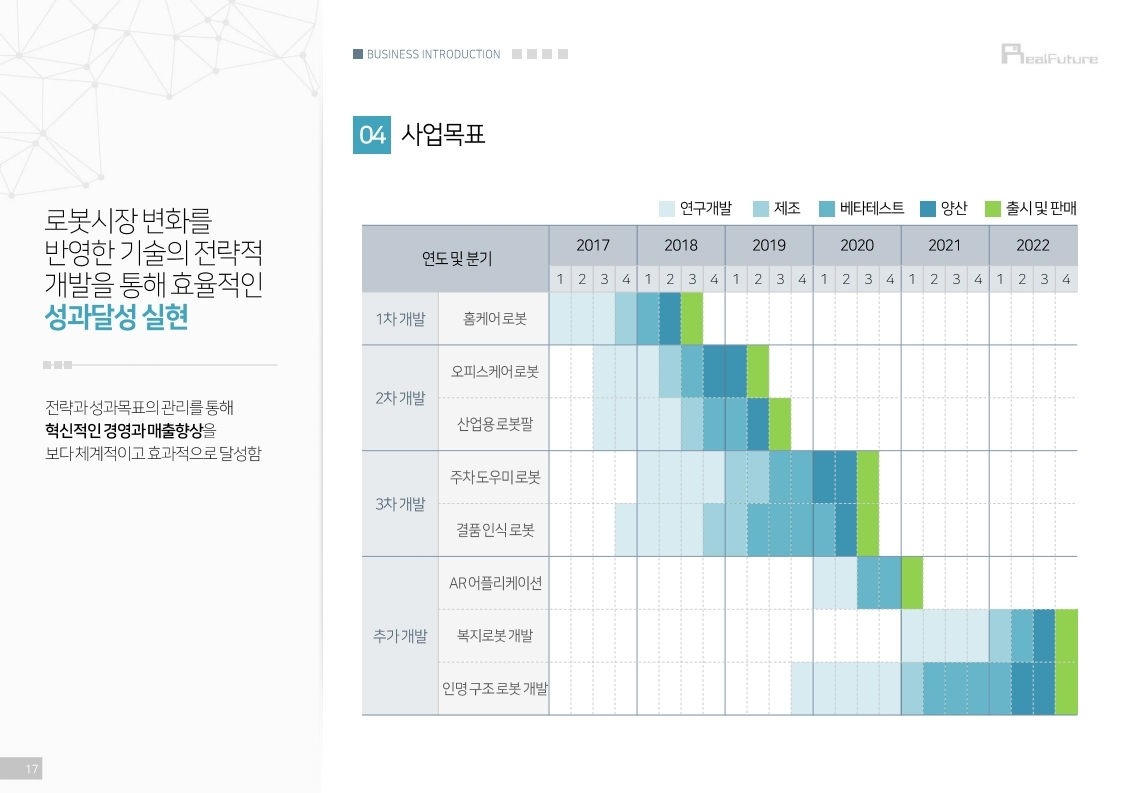 BUSINESS INTRODUCTION
RealFuture
04 사업목표
로봇시장 변화를
반영한 기술의 전략적
개발을 통해 효율적인
성과달성 실현
전략과 성과목표의 관리를 통해
혁신적인 경영과 매출향상을
보다 체계적이고 효과적으로 달성함
연구개발 제조 베타테스트 양산 출시 및 판매
연도 및 분기 2017 2018 2019 2020 2021 2022
1 2 3 4 1 2 3 4 1 2 3 4 1 2 3 4 1 2 3 4 1 2 3 4
1차 개발 홈케어 로봇
2차 개발 오피스케어 로봇
산업용 로봇팔
3차 개발 주차 도우미 로봇
결품 인식 로봇
추가 개발 AR 어플리케이션
복지로봇 개발
인명 구조 로봇 개발
17